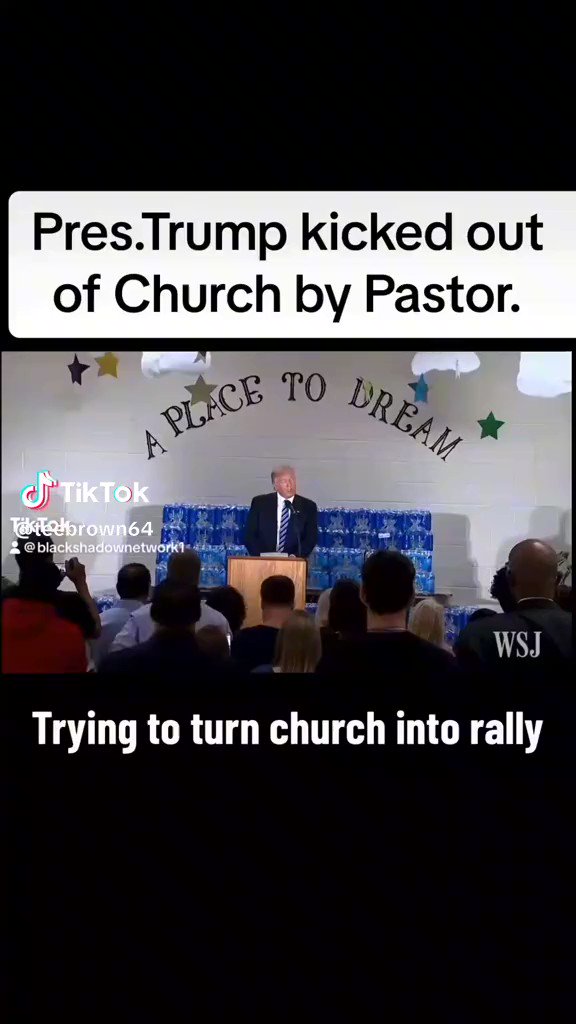 Pres.Trump kicked out
of Church by Pastor.
A PLACE TO DREAM
TikTok
TikTok
@teebrown64
@blackshadownetwork1
WSJ
Trying to turn church into rally